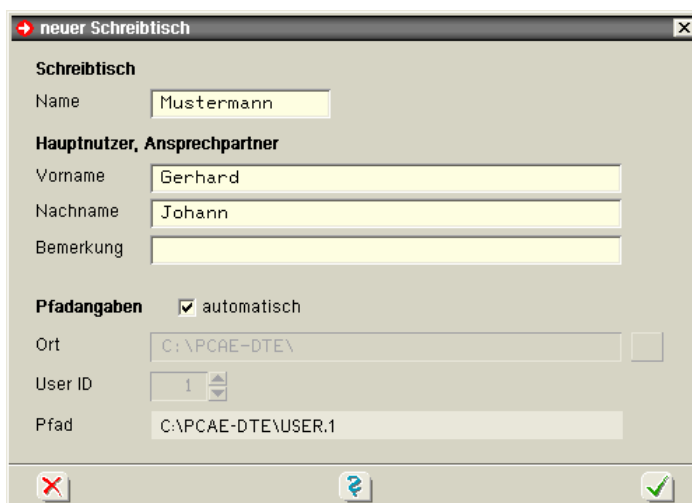 neuer Schreibtisch
Schreibtisch
Name Mustermann
Hauptnutzer, Ansprechpartner
Vorname Gerhard
Nachname Johann
Bemerkung
Pfadangaben automatisch
Ort C:\PCAE-DTE\
User ID 1
Pfad C:\PCAE-DTE\USER.1